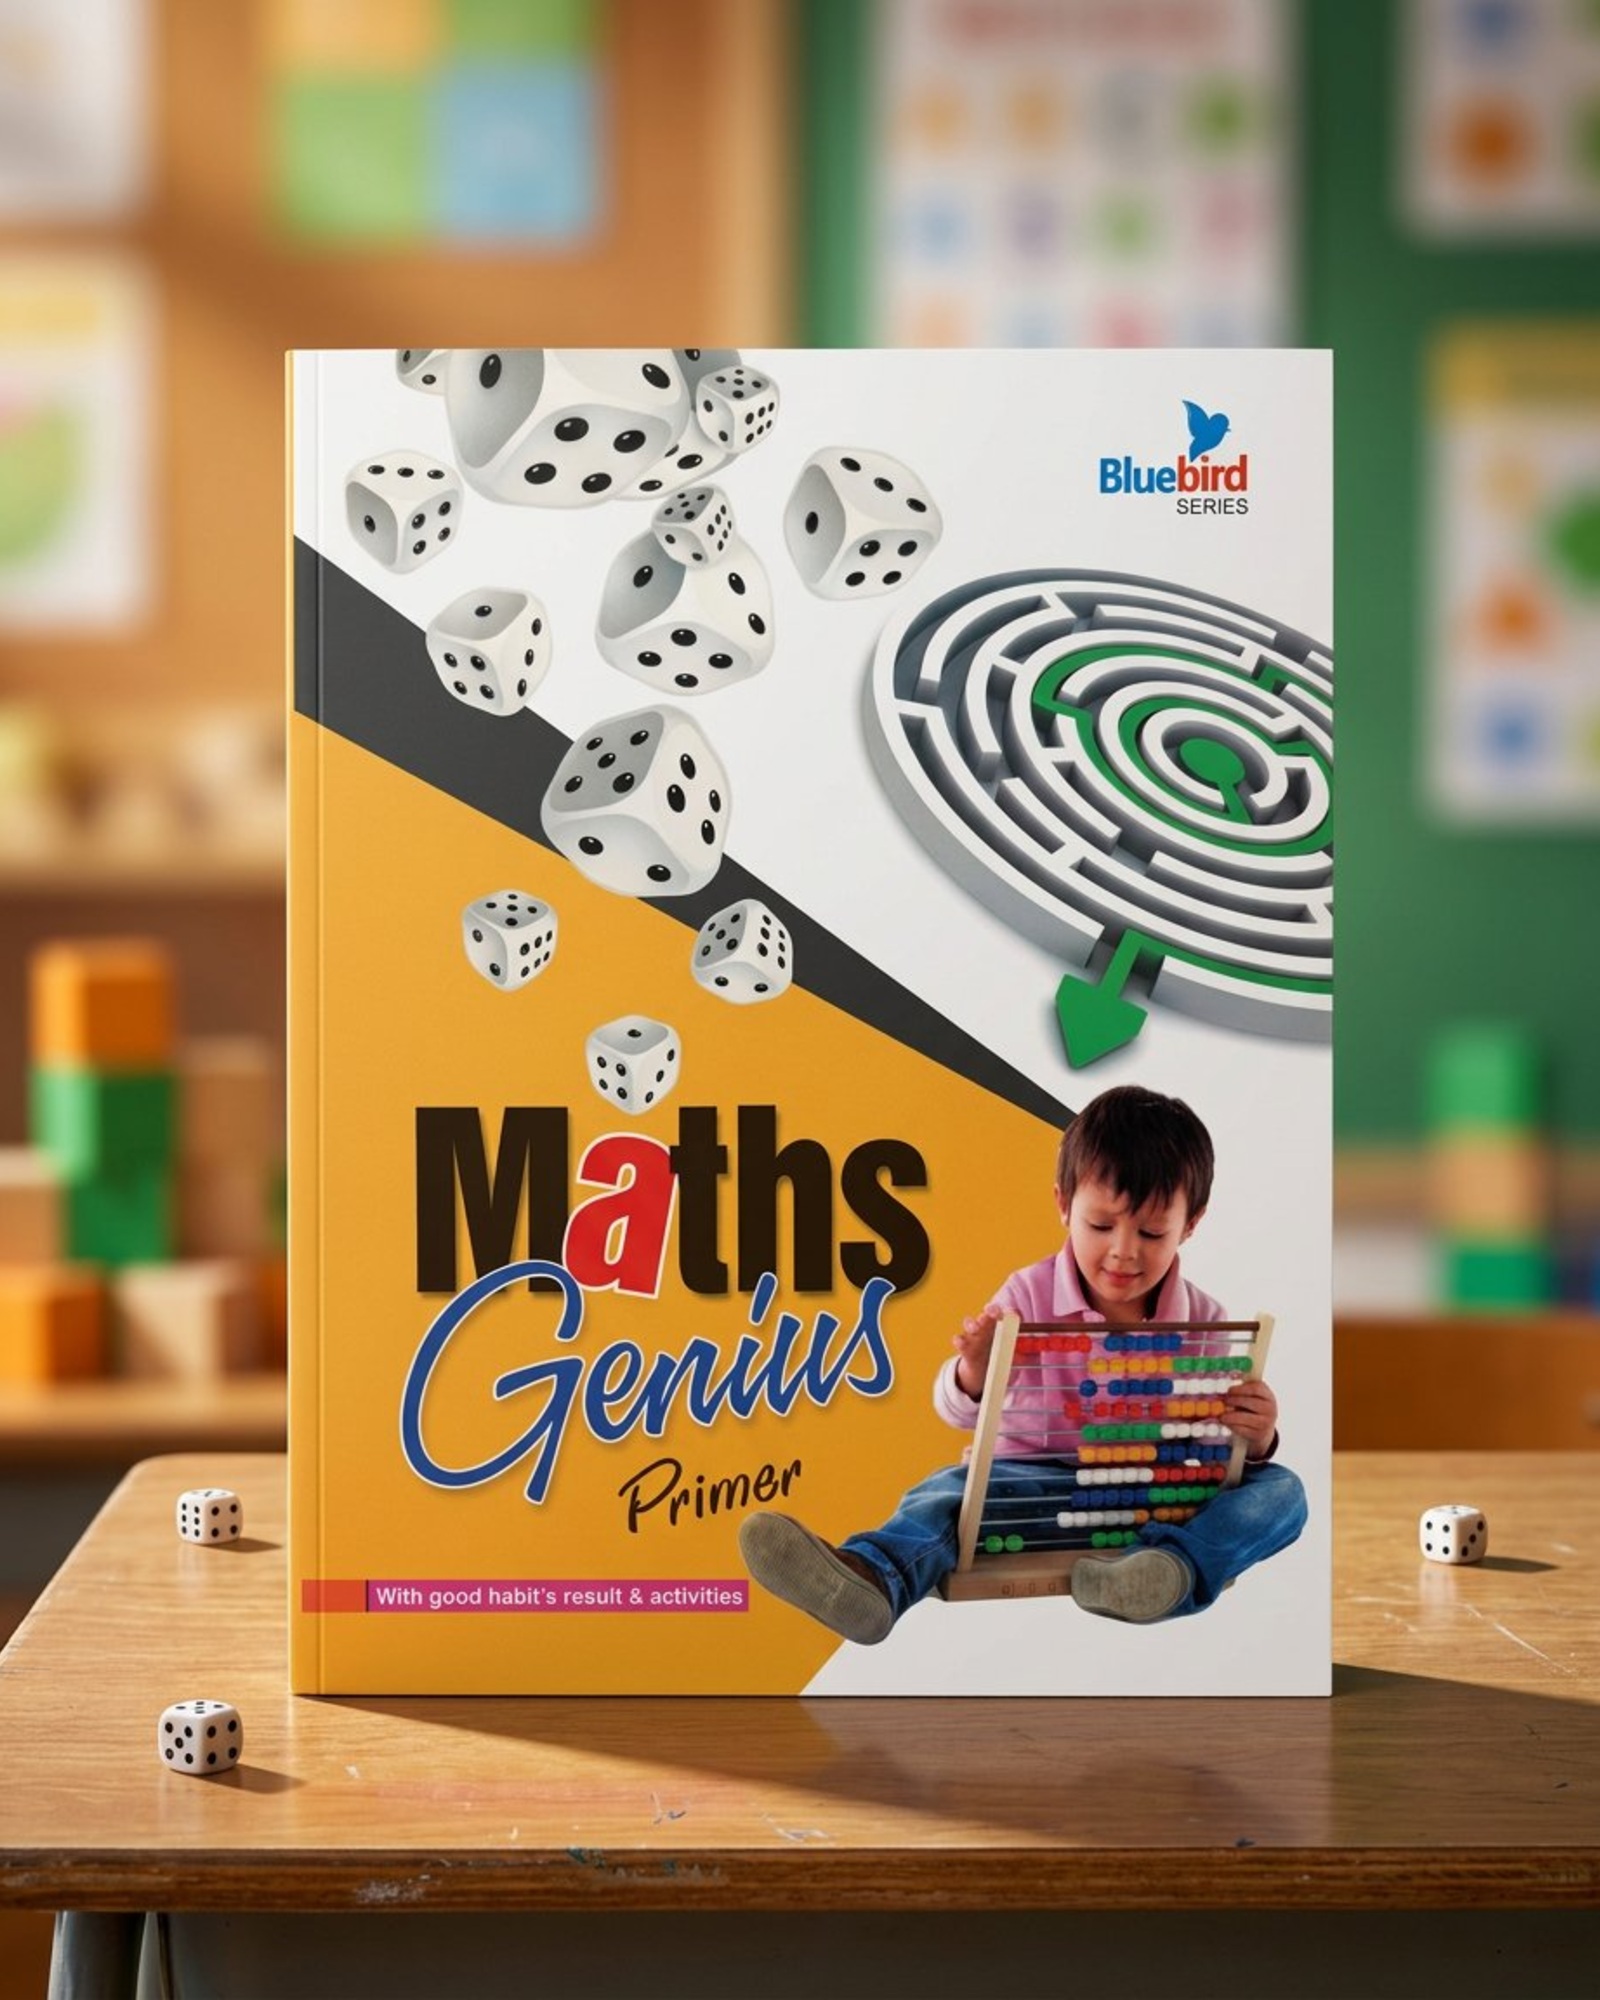 Bluebird
SERIES
Maths
Genius
Primer
With good habit's result & activities